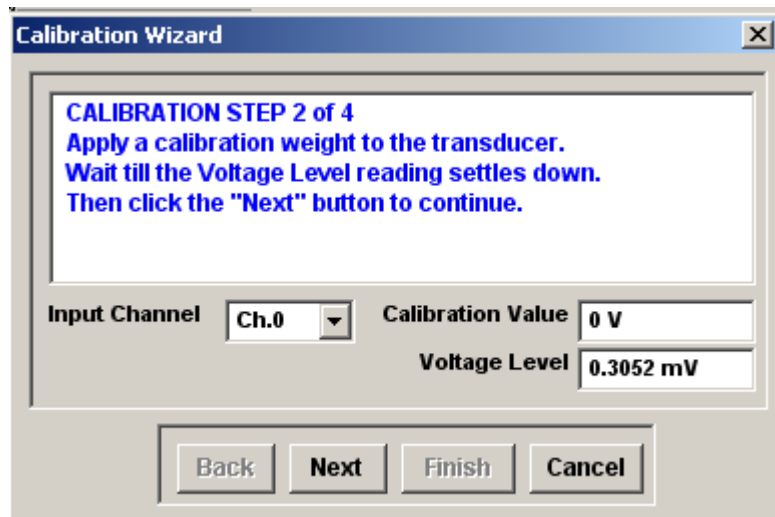 Calibration Wizard
CALIBRATION STEP 2 of 4
Apply a calibration weight to the transducer.
Wait till the Voltage Level reading settles down.
Then click the "Next" button to continue.
Input Channel Ch.0 Calibration Value 0 V
Voltage Level 0.3052 mV
Back Next Finish Cancel